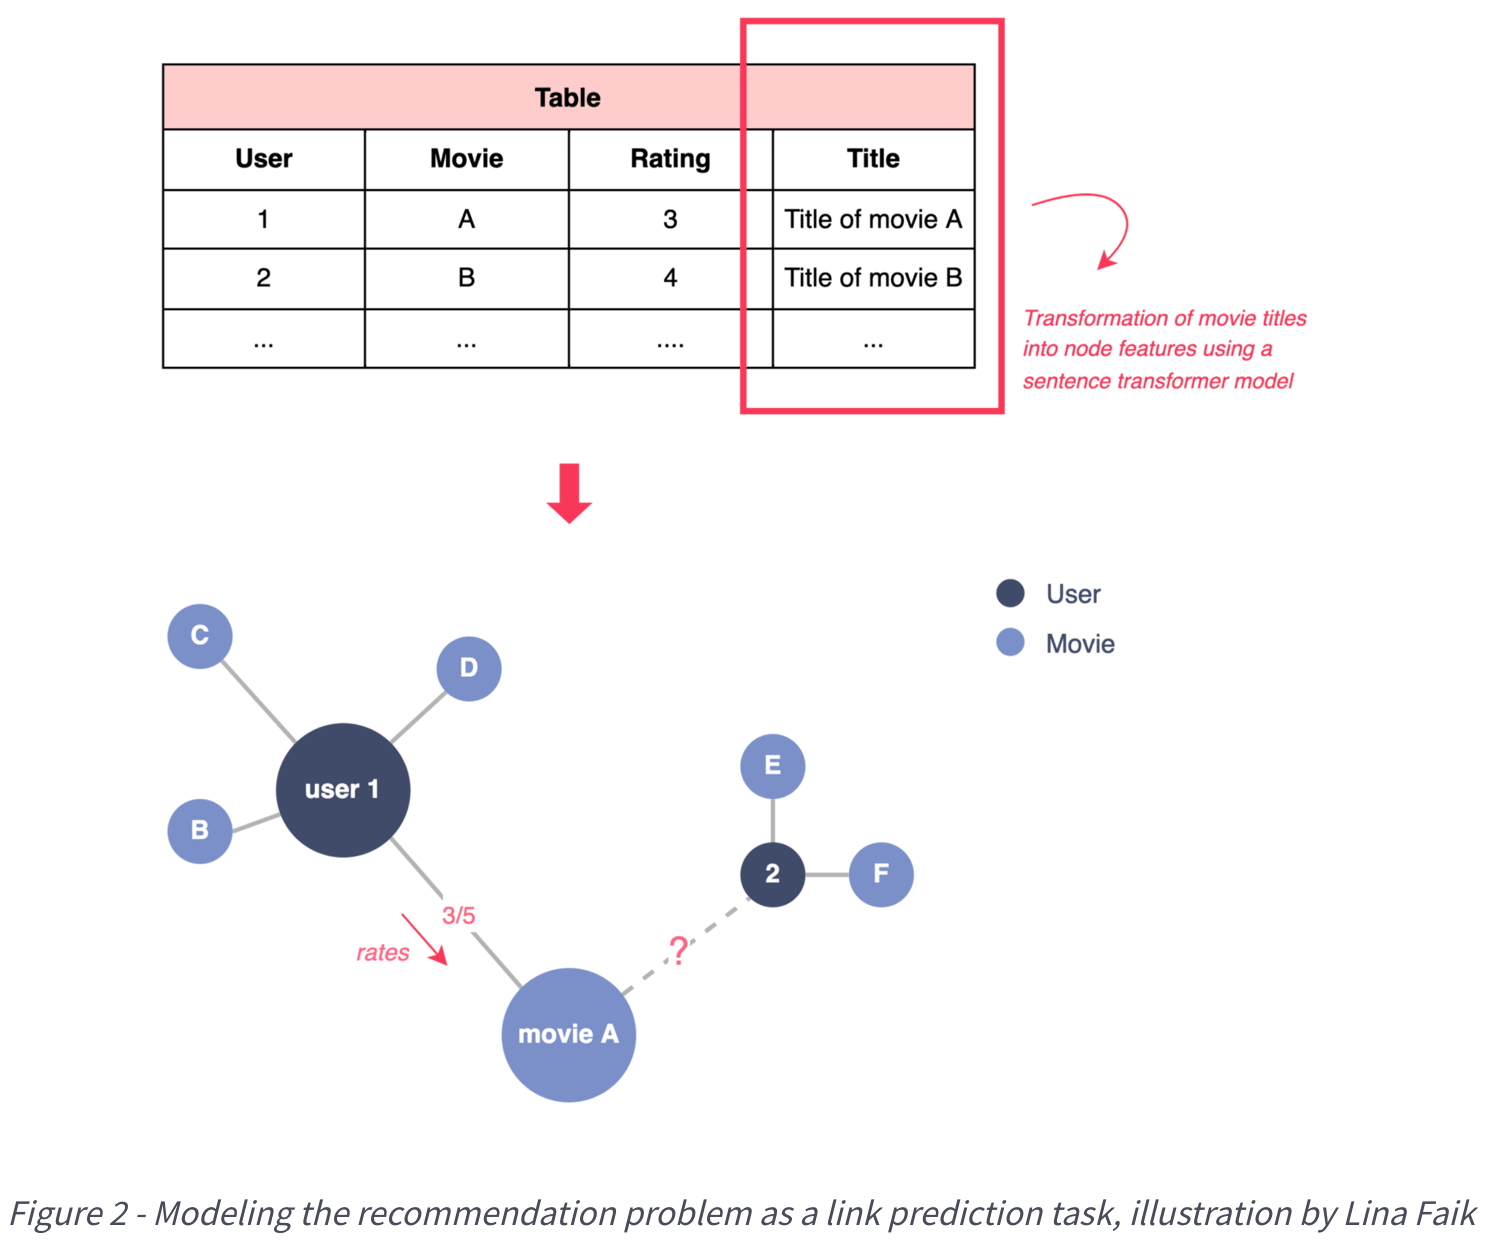 Table
User Movie Rating Title
1 A 3 Title of movie A
2 B 4 Title of movie B
... ... .... ...
Transformation of movie titles
into node features using a
sentence transformer model
User
Movie
C
D
user 1
B
E
2
F
3/5
rates
?
movie A
Figure 2 - Modeling the recommendation problem as a link prediction task, illustration by Lina Faik